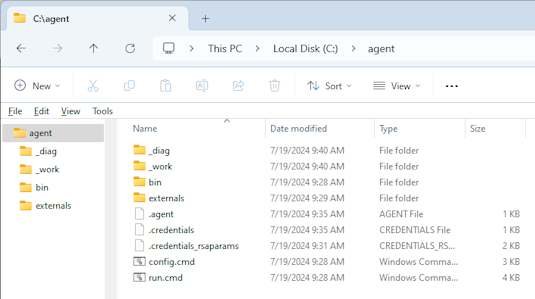 C:\agent
This PC > Local Disk (C:) > agent
New Sort View
File Edit View Tools
agent
_diag
_work
bin
externals
Name Date modified Type Size
_diag 7/19/2024 9:40 AM File folder
_work 7/19/2024 9:40 AM File folder
bin 7/19/2024 9:28 AM File folder
externals 7/19/2024 9:29 AM File folder
.agent 7/19/2024 9:35 AM AGENT File 1 KB
.credentials 7/19/2024 9:35 AM CREDENTIALS File 1 KB
.credentials_rsaparams 7/19/2024 9:31 AM CREDENTIALS_RS... 2 KB
config.cmd 7/19/2024 9:28 AM Windows Comma... 3 KB
run.cmd 7/19/2024 9:28 AM Windows Comma... 4 KB